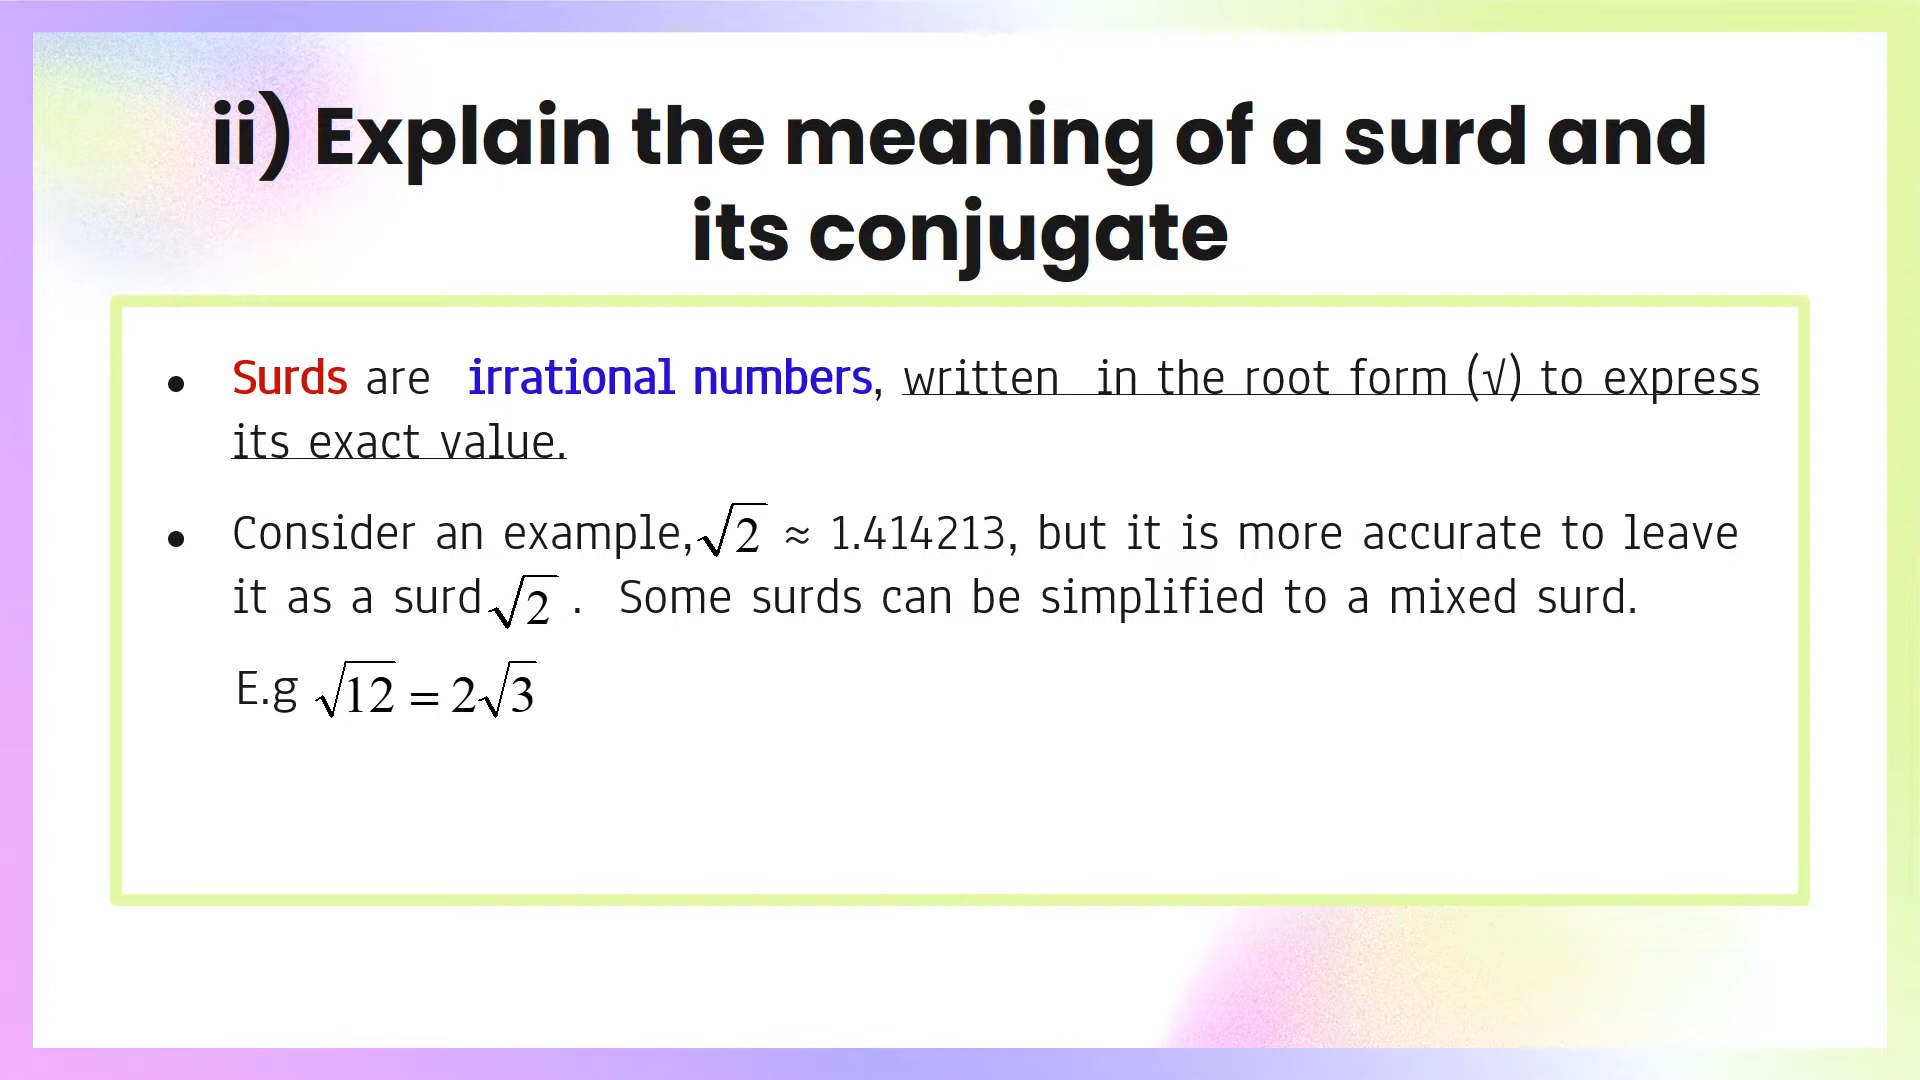 ii) Explain the meaning of a surd and
its conjugate
• Surds are irrational numbers, written in the root form (√) to express
its exact value.
• Consider an example, √2 ≈ 1.414213, but it is more accurate to leave
it as a surd √2 . Some surds can be simplified to a mixed surd.
E.g √12 = 2√3